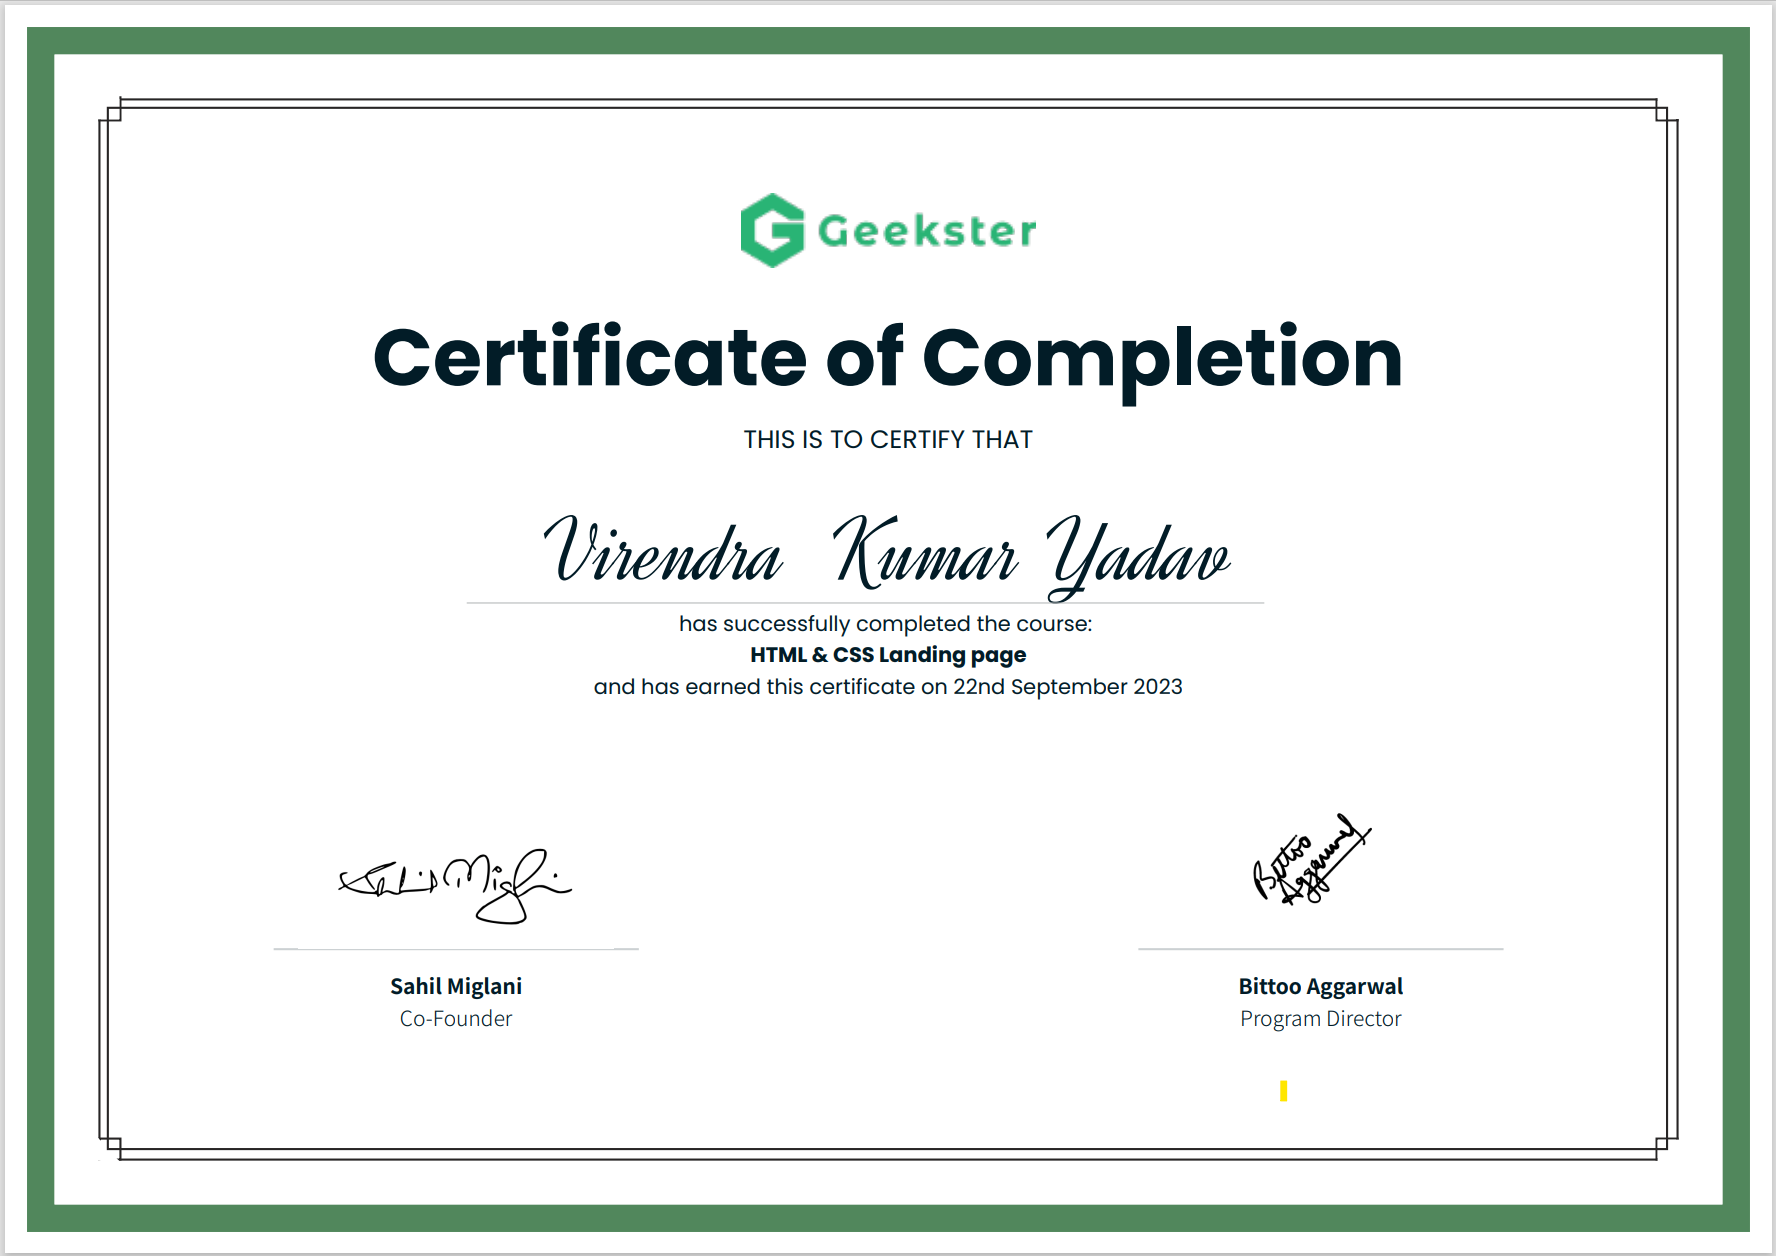 Geekster
Certificate of Completion
THIS IS TO CERTIFY THAT
Virendra Kumar Yadav
has successfully completed the course:
HTML & CSS Landing page
and has earned this certificate on 22nd September 2023
Sahil Miglani
Bittoo
Aggarwal
Sahil Miglani
Co-Founder
Bittoo Aggarwal
Program Director